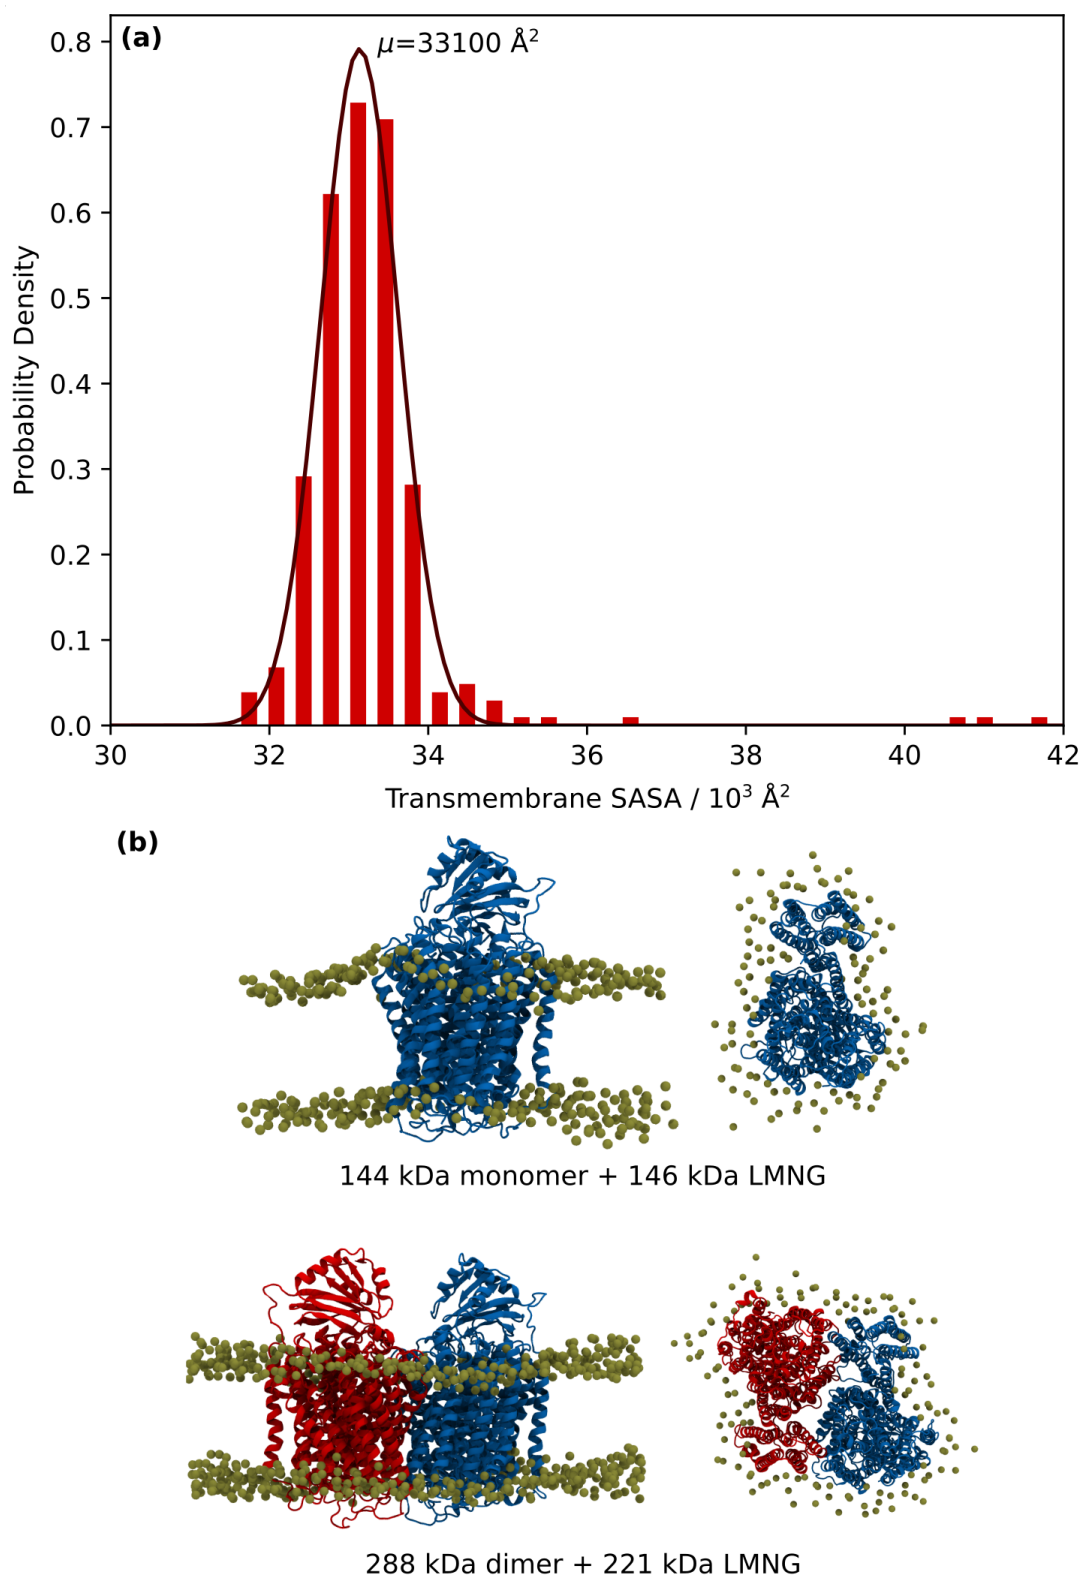 (a)
μ=33100 Å²
0.8
0.7
0.6
0.5
0.4
0.3
0.2
0.1
0.0
Probability Density
30 32 34 36 38 40 42
Transmembrane SASA / 10³ Å²
(b)
144 kDa monomer + 146 kDa LMNG
288 kDa dimer + 221 kDa LMNG